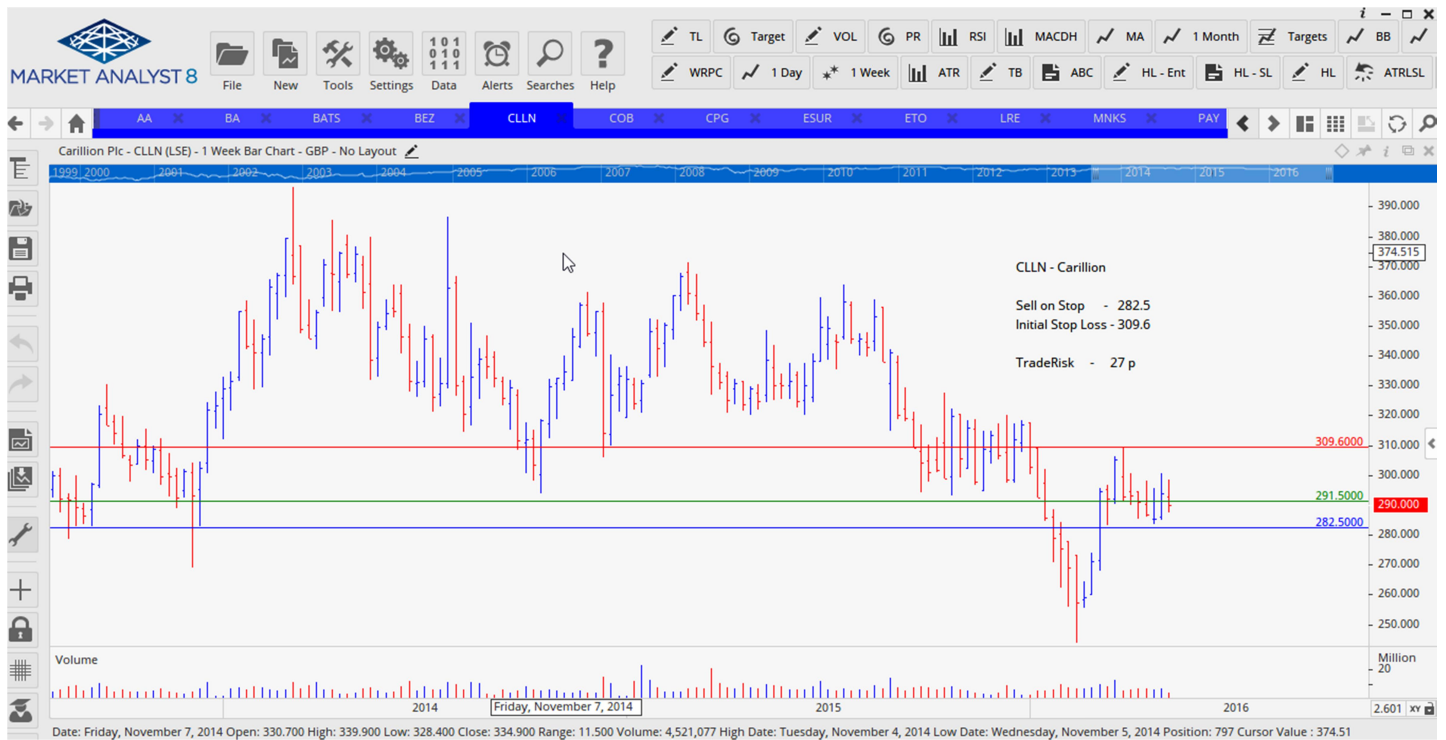 MARKET ANALYST 8
File New Tools Settings Data Alerts Searches Help
101
010
111
TL Target VOL PR RSI MACDH MA 1 Month Targets BB
WRPC 1 Day 1 Week ATR TB ABC HL - Ent HL - SL HL ATRLSL
AA BA BATS BEZ CLLN COB CPG ESUR ETO LRE MNKS PAY
Carillion Plc - CLLN (LSE) - 1 Week Bar Chart - GBP - No Layout
1999 2000 2001 2002 2003 2004 2005 2006 2007 2008 2009 2010 2011 2012 2013 2014 2015 2016
390.000
380.000
374.515
370.000
CLLN - Carillion
360.000
Sell on Stop - 282.5
Initial Stop Loss - 309.6
350.000
340.000
TradeRisk - 27 p
330.000
320.000
309.6000
310.000
300.000
291.5000
290.000
282.5000
280.000
270.000
260.000
250.000
Volume
Million
20
2014 Friday, November 7, 2014 2015 2016
2.601 XY
Date: Friday, November 7, 2014 Open: 330.700 High: 339.900 Low: 328.400 Close: 334.900 Range: 11.500 Volume: 4,521,077 High Date: Tuesday, November 4, 2014 Low Date: Wednesday, November 5, 2014 Position: 797 Cursor Value : 374.51